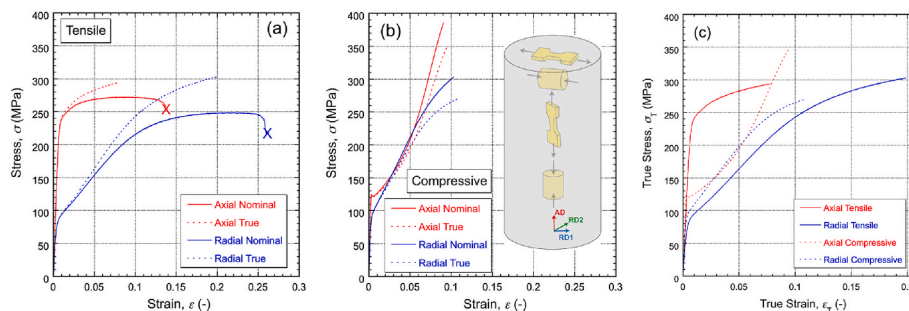 Tensile
(a)
400
350
300
250
200
150
100
50
0
Stress, σ (MPa)
X
X
Axial Nominal
Axial True
Radial Nominal
Radial True
0 0.05 0.1 0.15 0.2 0.25 0.3
Strain, ε (-)
(b)
400
350
300
250
200
150
100
50
0
Stress, σ (MPa)
Compressive
Axial Nominal
Axial True
Radial Nominal
Radial True
AD
RD2
RD1
0 0.05 0.1 0.15 0.2 0.25 0.3
Strain, ε (-)
(c)
400
350
300
250
200
150
100
50
0
True Stress, σT (MPa)
Axial Tensile
Radial Tensile
Axial Compressive
Radial Compressive
0 0.05 0.1 0.15 0.2
True Strain, εT (-)